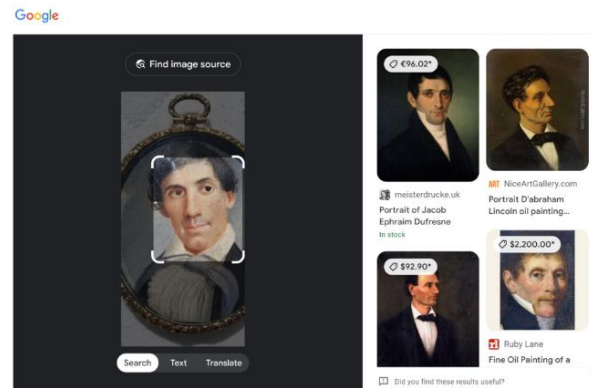 Google
Find image source
Search
Text
Translate
€96.02*
meisterdrucke.uk
Portrait of Jacob
Ephraim Dufresne
In stock
ART NiceArtGallery.com
Portrait D'abraham
Lincoln oil painting...
$92.90*
$2,200.00*
Ruby Lane
Fine Oil Painting of a
Did you find these results useful?